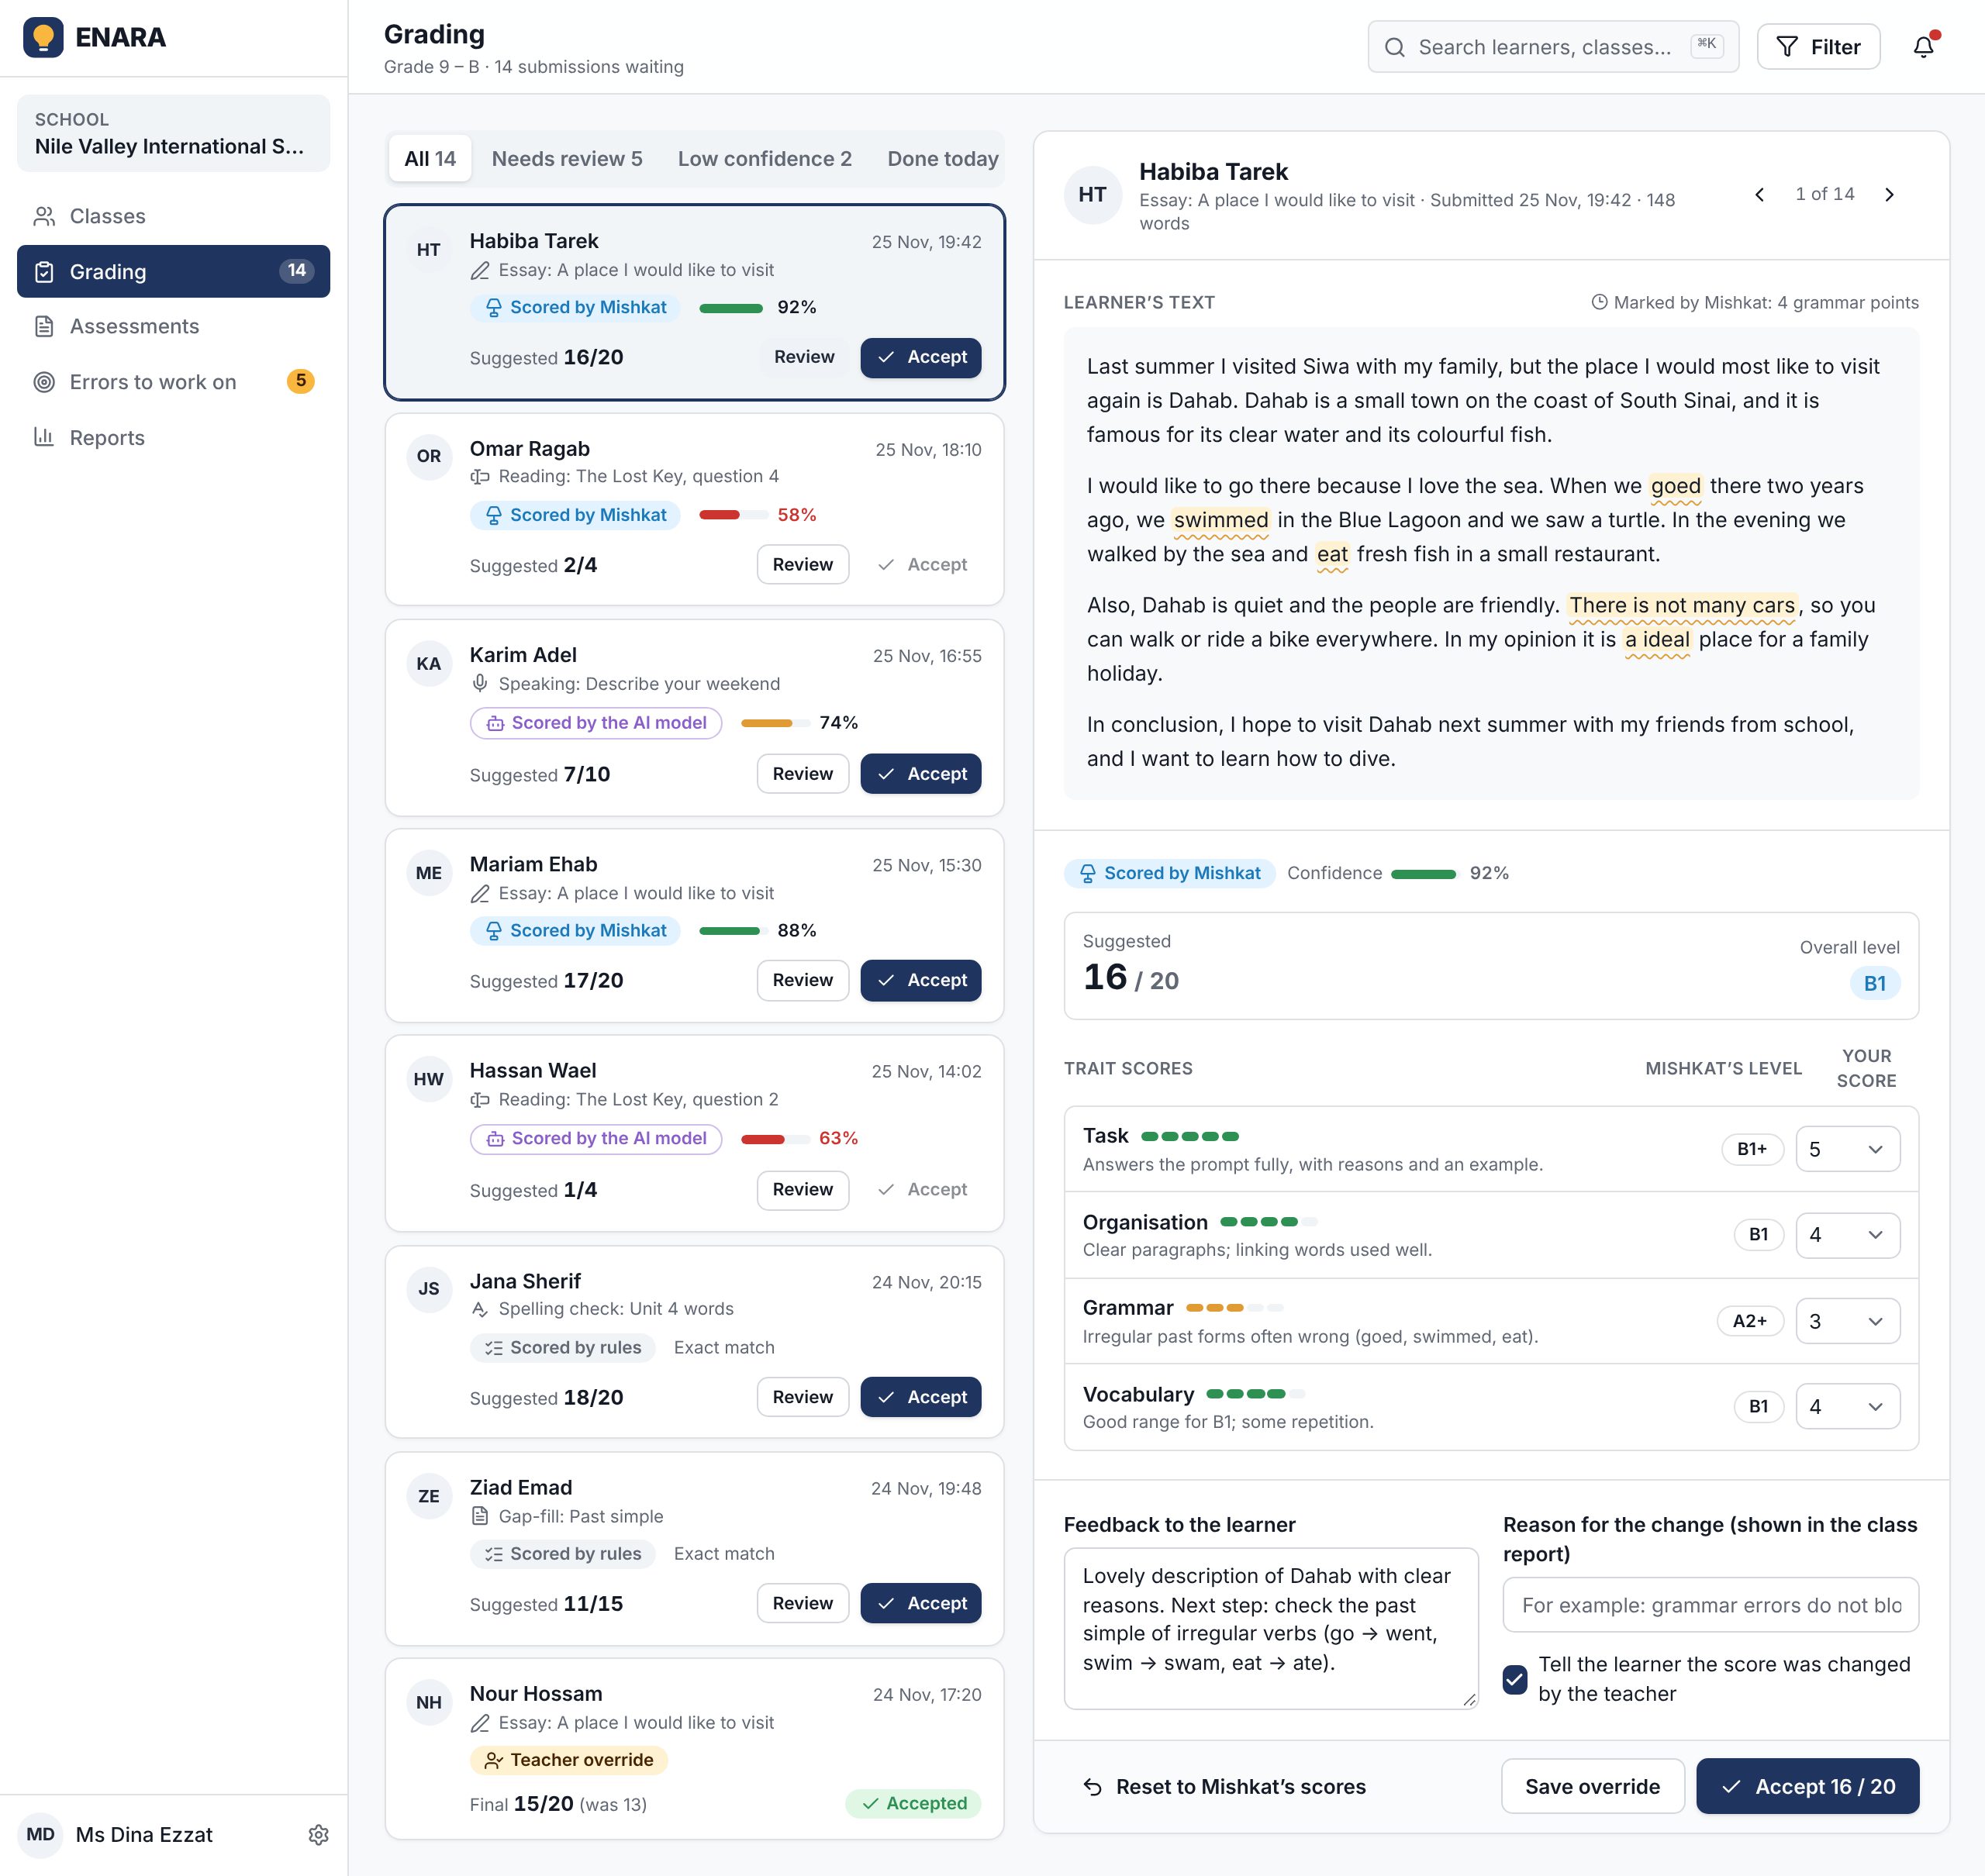 ENARA
SCHOOL
Nile Valley International S...
Classes
Grading 14
Assessments
Errors to work on 5
Reports
MD Ms Dina Ezzat
Grading
Grade 9 – B · 14 submissions waiting
Search learners, classes... ⌘K
Filter
All 14 Needs review 5 Low confidence 2 Done today
HT Habiba Tarek 25 Nov, 19:42
Essay: A place I would like to visit
Scored by Mishkat 92%
Suggested 16/20 Review Accept
OR Omar Ragab 25 Nov, 18:10
Reading: The Lost Key, question 4
Scored by Mishkat 58%
Suggested 2/4 Review Accept
KA Karim Adel 25 Nov, 16:55
Speaking: Describe your weekend
Scored by the AI model 74%
Suggested 7/10 Review Accept
ME Mariam Ehab 25 Nov, 15:30
Essay: A place I would like to visit
Scored by Mishkat 88%
Suggested 17/20 Review Accept
HW Hassan Wael 25 Nov, 14:02
Reading: The Lost Key, question 2
Scored by the AI model 63%
Suggested 1/4 Review Accept
JS Jana Sherif 24 Nov, 20:15
Spelling check: Unit 4 words
Scored by rules Exact match
Suggested 18/20 Review Accept
ZE Ziad Emad 24 Nov, 19:48
Gap-fill: Past simple
Scored by rules Exact match
Suggested 11/15 Review Accept
NH Nour Hossam 24 Nov, 17:20
Essay: A place I would like to visit
Teacher override
Final 15/20 (was 13) Accepted
HT Habiba Tarek
Essay: A place I would like to visit · Submitted 25 Nov, 19:42 · 148
words
1 of 14
LEARNER’S TEXT Marked by Mishkat: 4 grammar points
Last summer I visited Siwa with my family, but the place I would most like to visit
again is Dahab. Dahab is a small town on the coast of South Sinai, and it is
famous for its clear water and its colourful fish.
I would like to go there because I love the sea. When we goed there two years
ago, we swimmed in the Blue Lagoon and we saw a turtle. In the evening we
walked by the sea and eat fresh fish in a small restaurant.
Also, Dahab is quiet and the people are friendly. There is not many cars, so you
can walk or ride a bike everywhere. In my opinion it is a ideal place for a family
holiday.
In conclusion, I hope to visit Dahab next summer with my friends from school,
and I want to learn how to dive.
Scored by Mishkat Confidence 92%
Suggested
16 / 20
Overall level
B1
TRAIT SCORES MISHKAT’S LEVEL YOUR
SCORE
Task B1+ 5
Answers the prompt fully, with reasons and an example.
Organisation B1 4
Clear paragraphs; linking words used well.
Grammar A2+ 3
Irregular past forms often wrong (goed, swimmed, eat).
Vocabulary B1 4
Good range for B1; some repetition.
Feedback to the learner
Lovely description of Dahab with clear
reasons. Next step: check the past
simple of irregular verbs (go → went,
swim → swam, eat → ate).
Reason for the change (shown in the class
report)
For example: grammar errors do not blo
Tell the learner the score was changed
by the teacher
Reset to Mishkat’s scores Save override Accept 16 / 20